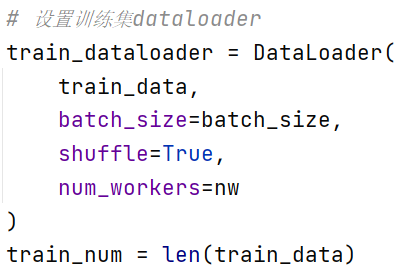 # 设置训练集dataloader
train_dataloader = DataLoader(
    train_data,
    batch_size=batch_size,
    shuffle=True,
    num_workers=nw
)
train_num = len(train_data)